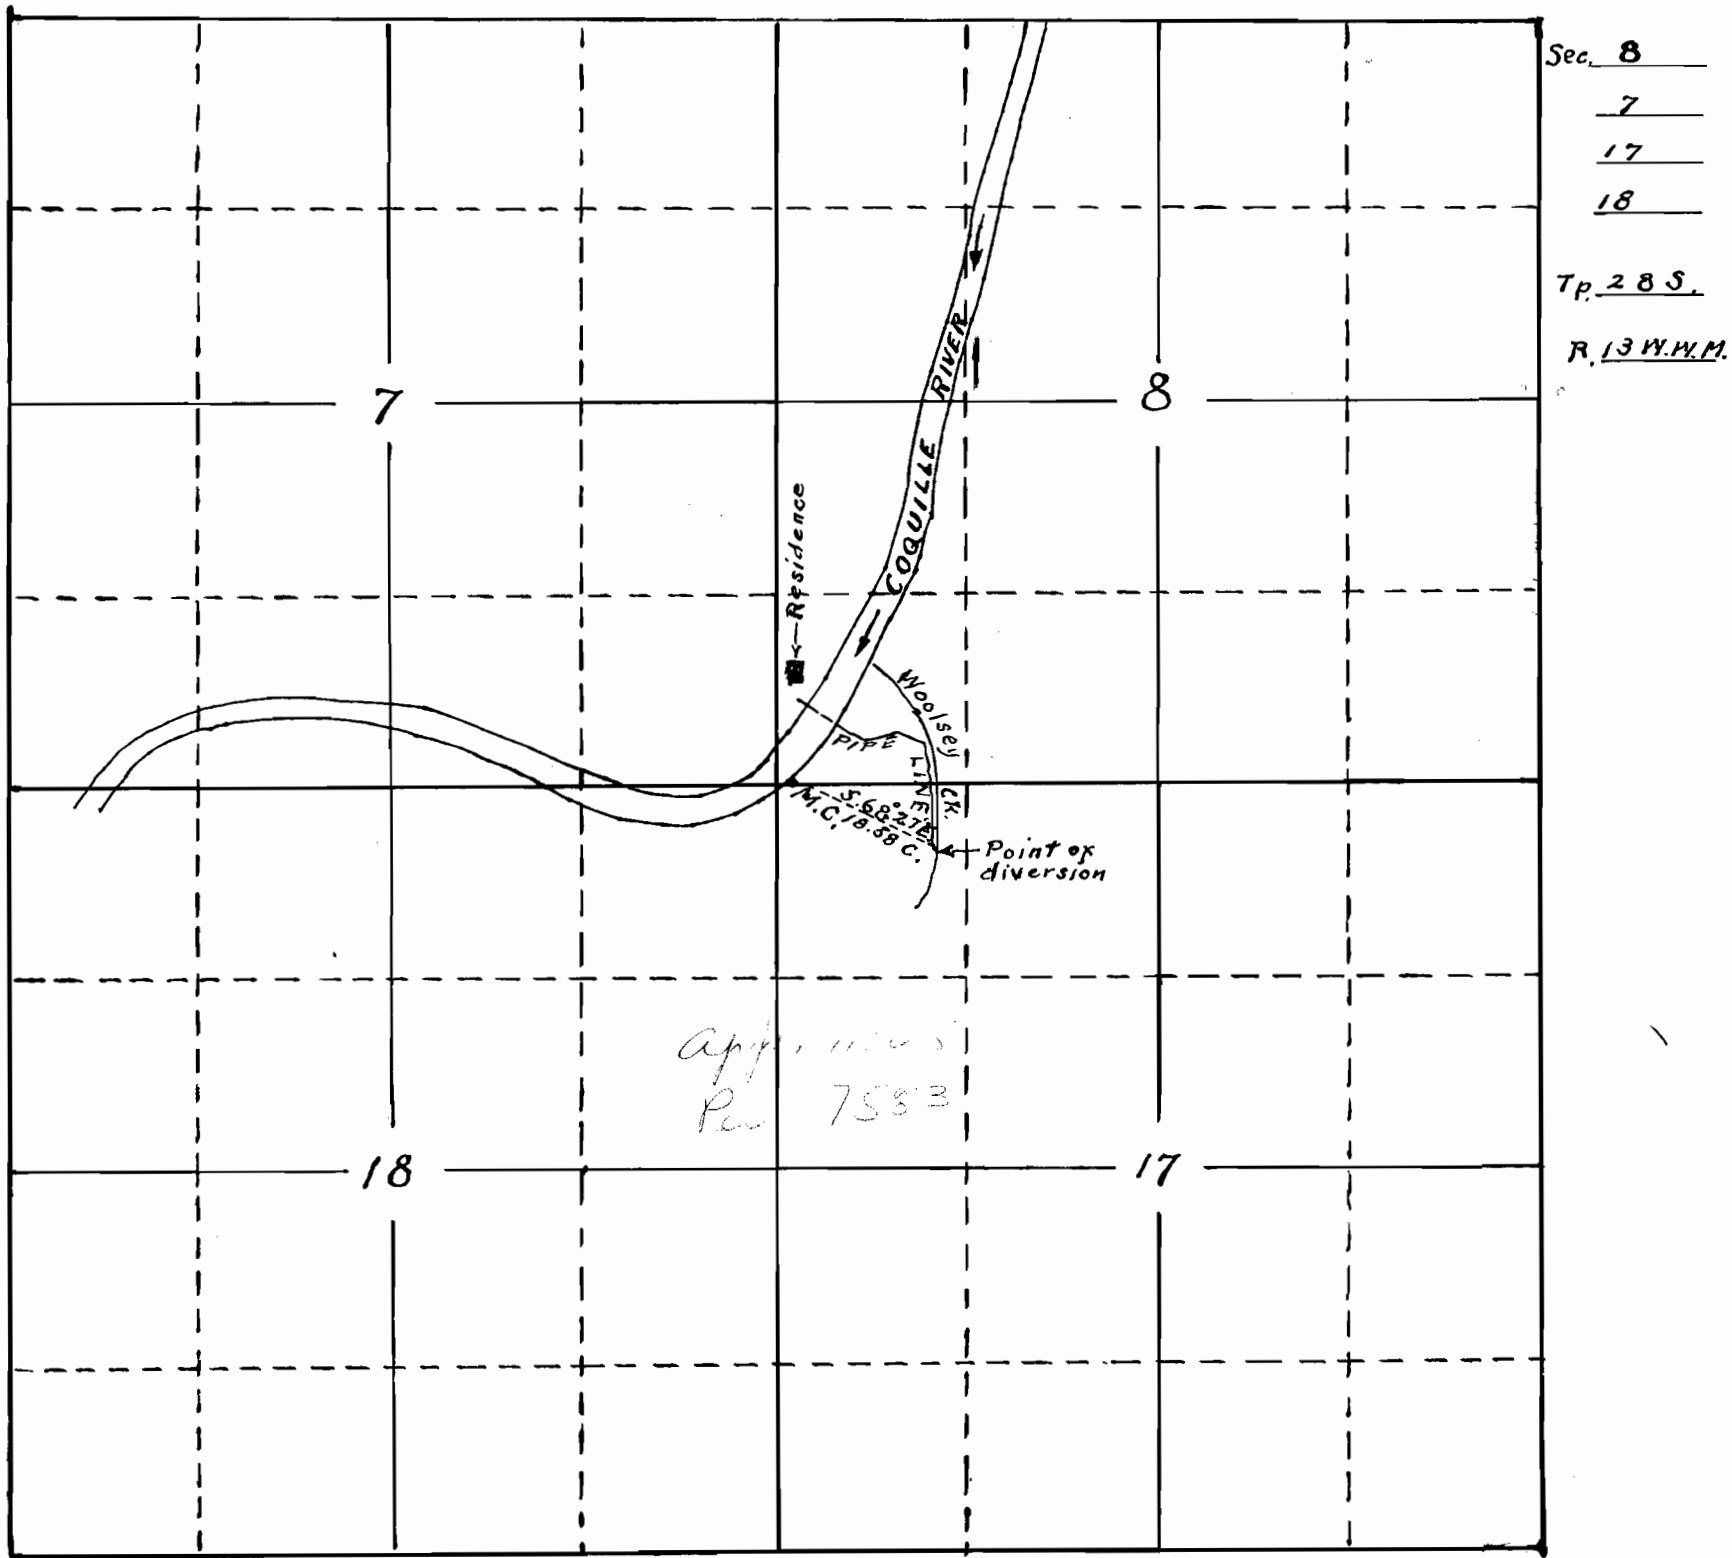 Sec. 8
7
17
18
Tp. 28 S.
R. 13 W.W.M.
7
8
COQUILLE RIVER
←Residence
Woolsey CK.
PIPE LINE
S.68°27'E.
M.C. 18.58 C.
Point of
diversion
7583
18
17